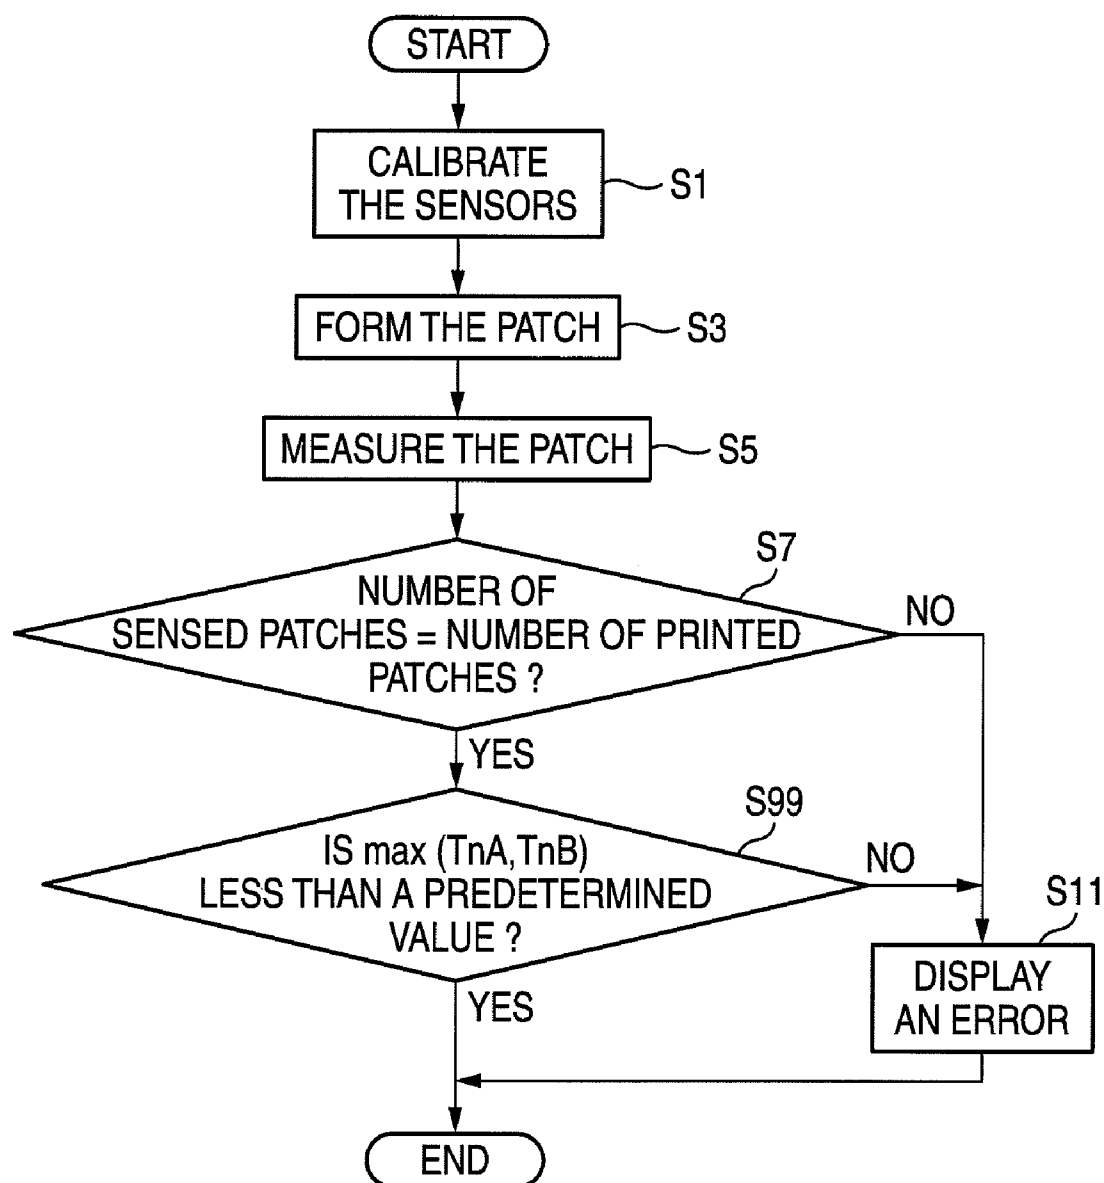 START
CALIBRATE
THE SENSORS
S1
FORM THE PATCH
S3
MEASURE THE PATCH
S5
S7
NUMBER OF
SENSED PATCHES = NUMBER OF PRINTED
PATCHES ?
NO
YES
S99
IS max (TnA,TnB)
LESS THAN A PREDETERMINED
VALUE ?
NO
YES
S11
DISPLAY
AN ERROR
END